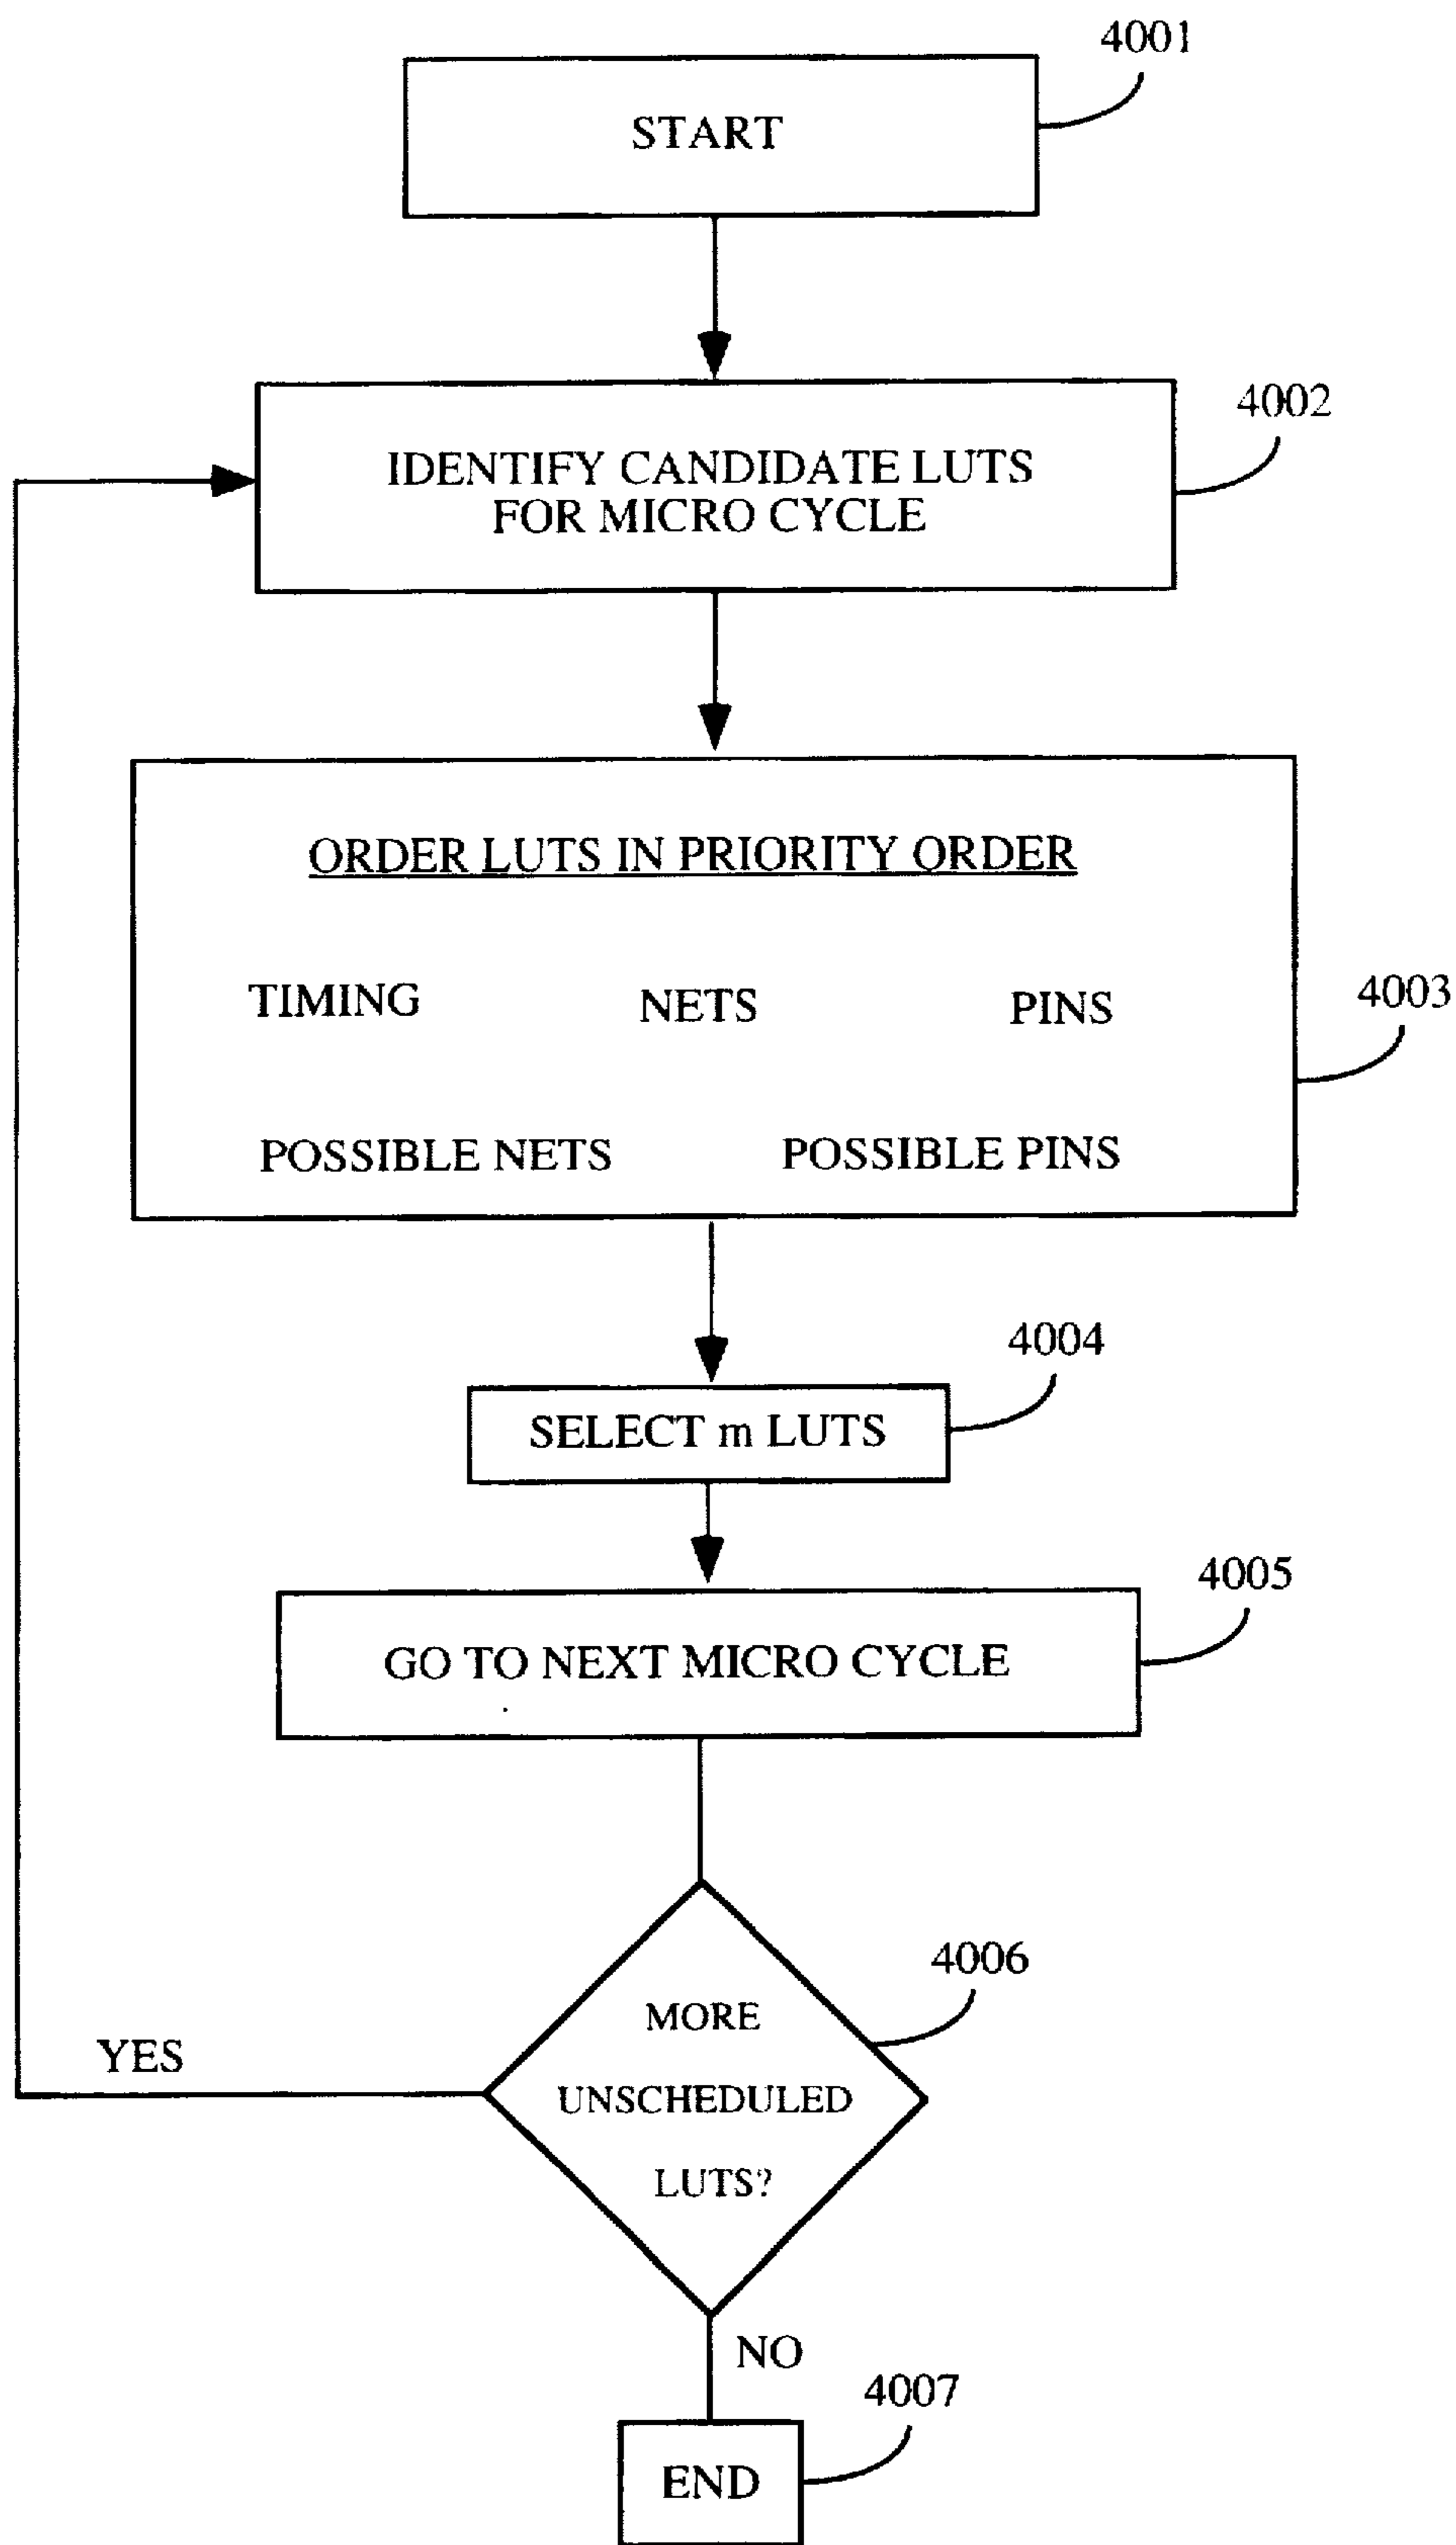 4001
START
4002
IDENTIFY CANDIDATE LUTS
FOR MICRO CYCLE
ORDER LUTS IN PRIORITY ORDER
TIMING NETS PINS
4003
POSSIBLE NETS POSSIBLE PINS
4004
SELECT m LUTS
4005
GO TO NEXT MICRO CYCLE
4006
MORE
YES
UNSCHEDULED
LUTS?
NO
4007
END